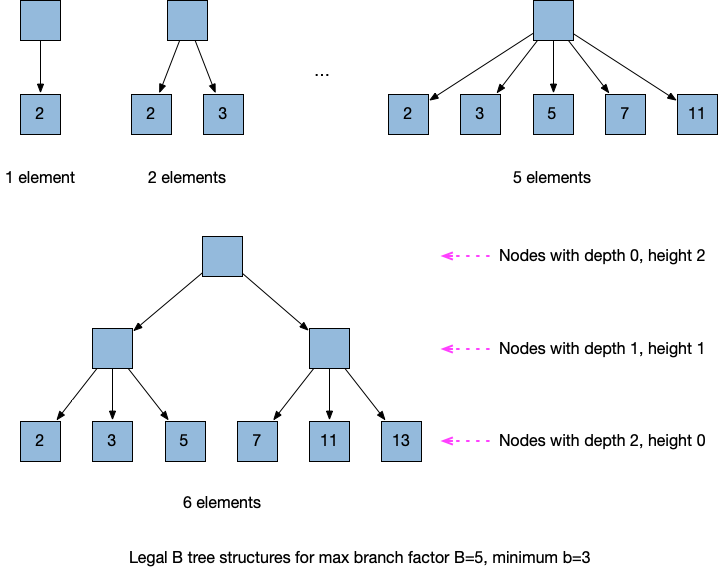 2
2 3
...
2 3 5 7 11
1 element
2 elements
5 elements
Nodes with depth 0, height 2
Nodes with depth 1, height 1
2 3 5 7 11 13
Nodes with depth 2, height 0
6 elements
Legal B tree structures for max branch factor B=5, minimum b=3